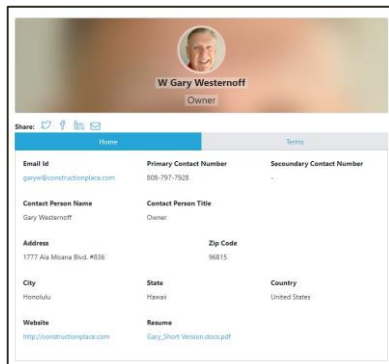 W Gary Westernoff
Owner
Share:
Home Terms
Email Id Primary Contact Number Secoundary Contact Number
garyw@constructionplace.com 808-797-7928 -
Contact Person Name Contact Person Title
Gary Westernoff Owner
Address Zip Code
1777 Ala Moana Blvd. #836 96815
City State Country
Honolulu Hawaii United States
Website Resume
http://constructionplace.com Gary_Short Version.docx.pdf